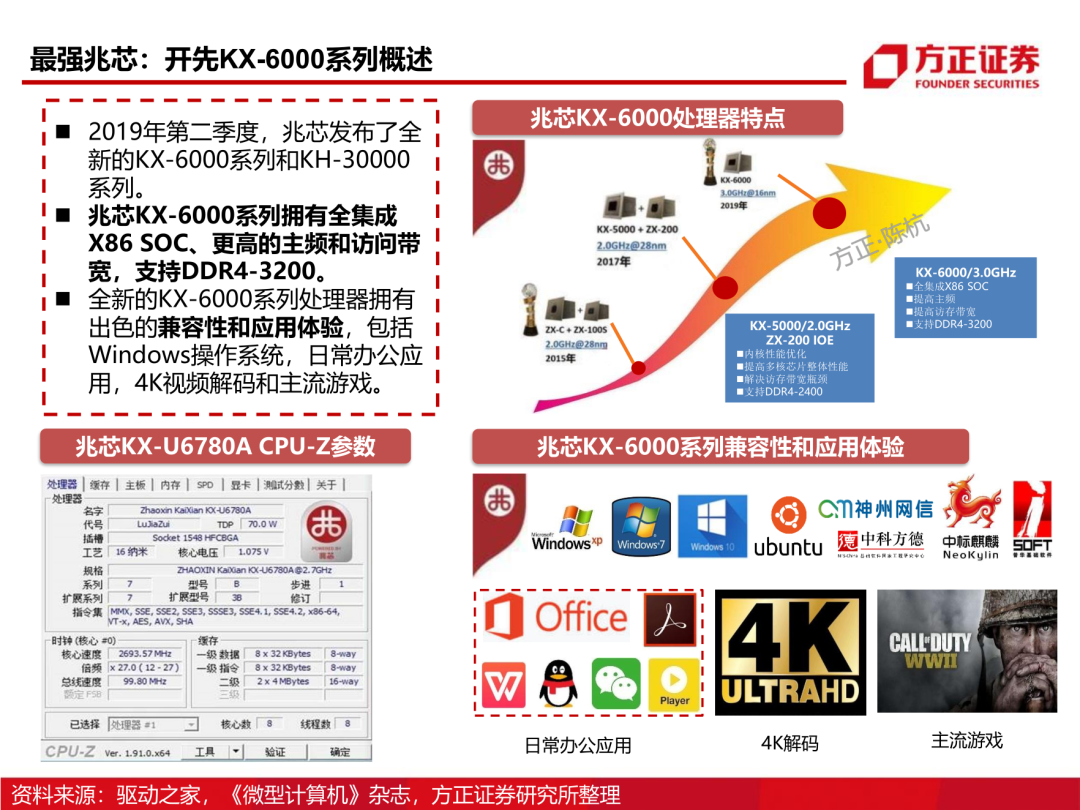 最强兆芯：开先KX-6000系列概述
方正证券
FOUNDER SECURITIES
■ 2019年第二季度，兆芯发布了全
新的KX-6000系列和KH-30000
系列。
■ 兆芯KX-6000系列拥有全集成
X86 SOC、更高的主频和访问带
宽，支持DDR4-3200。
■ 全新的KX-6000系列处理器拥有
出色的兼容性和应用体验，包括
Windows操作系统，日常办公应
用，4K视频解码和主流游戏。
兆芯KX-6000处理器特点
KX-6000
3.0GHz@16nm
2019年
KX-5000 + ZX-200
2.0GHz@28nm
2017年
ZX-C + ZX-100S
2.0GHz@28nm
2015年
方正·陈杭
KX-6000/3.0GHz
■全集成X86 SOC
■提高主频
■提高访存带宽
■支持DDR4-3200
KX-5000/2.0GHz
ZX-200 IOE
■内核性能优化
■提高多核芯片整体性能
■解决访存带宽瓶颈
■支持DDR4-2400
兆芯KX-U6780A CPU-Z参数
处理器 缓存 主板 内存 SPD 显卡 测试分數 关于
处理器
名字 Zhaoxin KaiXian KX-U6780A
代号 LuJiaZui TDP 70.0 W
插槽 Socket 1548 HFCBGA
工艺 16 纳米 核心电压 1.075 V
POWERED BY
兆芯
规格 ZHAOXIN KaiXian KX-U6780A@2.7GHz
系列 7 型号 B 步进 1
扩展系列 7 扩展型号 3B 修订
指令集 MMX, SSE, SSE2, SSE3, SSSE3, SSE4.1, SSE4.2, x86-64,
VT-x, AES, AVX, SHA
时钟 (核心 #0) 缓存
核心速度 2693.57 MHz 一级 数据 8 x 32 KBytes 8-way
倍频 x 27.0 ( 12 - 27 ) 一级 指令 8 x 32 KBytes 8-way
总线速度 99.80 MHz 二级 2 x 4 MBytes 16-way
额定 FSB 三级
已选择 处理器 #1 核心数 8 线程数 8
CPU-Z Ver. 1.91.0.x64 工具 验证 确定
兆芯KX-6000系列兼容性和应用体验
Microsoft
Windows xp
Windows 7
Windows 10
ubuntu
神州网信
中科方德
中标麒麟
NeoKylin
SOFT
普华基础软件
Office
Player
日常办公应用
4K
ULTRAHD
4K解码
CALL OF DUTY
WWII
主流游戏
资料来源：驱动之家，《微型计算机》杂志，方正证券研究所整理